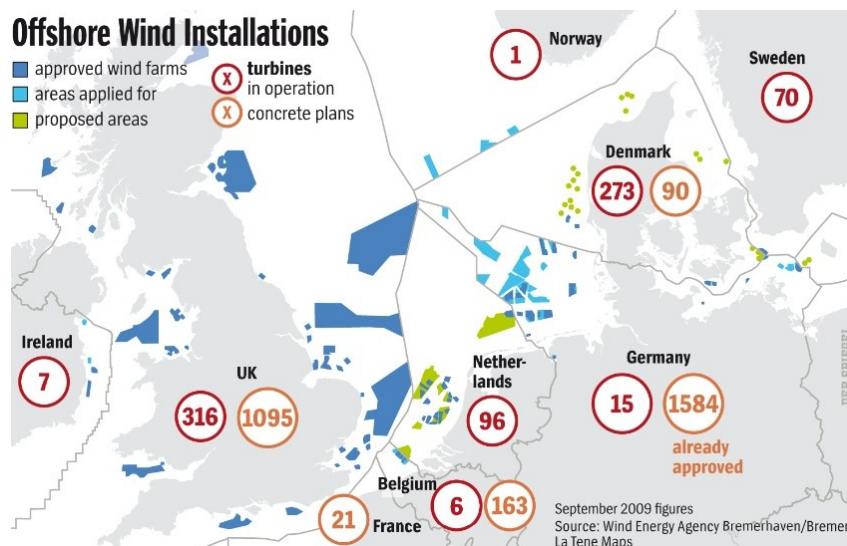 Offshore Wind Installations
approved wind farms
areas applied for
proposed areas
X turbines
in operation
X concrete plans
1
Norway
Sweden
70
Denmark
273 90
Ireland
7
UK
316 1095
Nether-
lands
96
Germany
15 1584
already
approved
Belgium
6 163
21 France
September 2009 figures
Source: Wind Energy Agency Bremerhaven/Bremen
La Tene Maps
DER SPIEGEL